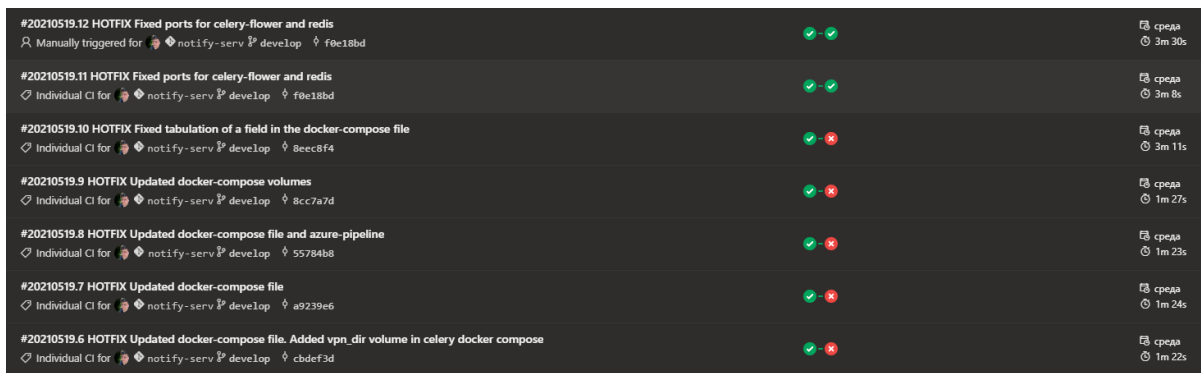 #20210519.12 HOTFIX Fixed ports for celery-flower and redis
среда
Manually triggered for notify-serv develop f0e18bd
3m 30s
#20210519.11 HOTFIX Fixed ports for celery-flower and redis
среда
Individual CI for notify-serv develop f0e18bd
3m 8s
#20210519.10 HOTFIX Fixed tabulation of a field in the docker-compose file
среда
Individual CI for notify-serv develop 8eec8f4
3m 11s
#20210519.9 HOTFIX Updated docker-compose volumes
среда
Individual CI for notify-serv develop 8cc7a7d
1m 27s
#20210519.8 HOTFIX Updated docker-compose file and azure-pipeline
среда
Individual CI for notify-serv develop 55784b8
1m 23s
#20210519.7 HOTFIX Updated docker-compose file
среда
Individual CI for notify-serv develop a9239e6
1m 24s
#20210519.6 HOTFIX Updated docker-compose file. Added vpn_dir volume in celery docker compose
среда
Individual CI for notify-serv develop cbdef3d
1m 22s